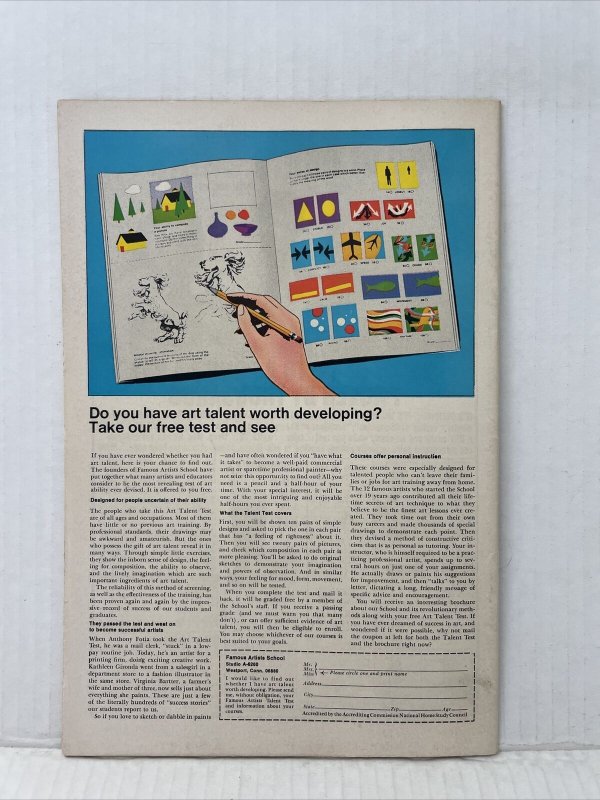 Do you have art talent worth developing?
Take our free test and see
If you have ever wondered whether you had
art talent, here is your chance to find out.
The founders of Famous Artists School have
put together what many artists and educators
consider to be the most revealing test of art
ability ever devised. It is offered to you free.
Designed for people uncertain of their ability
The people who take this Art Talent Test
are of all ages and occupations. Most of them
have little or no previous art training. By
professional standards, their drawings may
be awkward and amateurish. But the ones
who possess the gift of art talent reveal it in
many ways. Through simple little exercises,
they show the inborn sense of design, the feel-
ing for composition, the ability to observe,
and the lively imagination which are such
important ingredients of art talent.
The reliability of this method of screening,
as well as the effectiveness of the training, has
been proven again and again by the impres-
sive record of success of our students and
graduates.
They passed the test and went on
to become successful artists
When Anthony Fotia took the Art Talent
Test, he was a mail clerk, "stuck" in a low-
pay routine job. Today, he's an artist for a
printing firm, doing exciting creative work.
Kathleen Gironda went from a salesgirl in a
department store to a fashion illustrator in
the same store. Virginia Bartter, a farmer's
wife and mother of three, now sells just about
everything she paints. These are just a few
of the literally hundreds of "success stories"
our students report to us.
So if you love to sketch or dabble in paints
—and have often wondered if you "have what
it takes" to become a well-paid commercial
artist or sparetime professional painter—why
not seize this opportunity to find out? All you
need is a pencil and a half-hour of your
time. With your special interest, it will be
one of the most intriguing and enjoyable
half-hours you ever spent.
What the Talent Test covers
First, you will be shown ten pairs of simple
designs and asked to pick the one in each pair
that has "a feeling of rightness" about it.
Then you will see twenty pairs of pictures,
and check which composition in each pair is
more pleasing. You'll be asked to do original
sketches to demonstrate your imagination
and powers of observation. And in similar
ways, your feeling for mood, form, movement,
and so on will be tested.
When you complete the test and mail it
back, it will be graded free by a member of
the School's staff. If you receive a passing
grade (and we must warn you that many
don't), or can offer sufficient evidence of art
talent, you will then be eligible to enroll.
You may choose whichever of our courses is
best suited to your goals.
Courses offer personal instruction
These courses were especially designed for
talented people who can't leave their fam-
ilies or jobs for art training away from home.
The 12 famous artists who started the School
over 19 years ago contributed all their life-
time secrets of art technique to what they
believe to be the finest art lessons ever cre-
ated. They took time out from their own
busy careers and made thousands of special
drawings to demonstrate each point. Then
they devised a method of constructive criti-
cism that is as personal as tutoring. Your in-
structor, who is himself required to be a prac-
ticing professional artist, spends up to sev-
eral hours on just one of your assignments.
He actually draws or paints his suggestions
for improvement, and then "talks" to you by
letter, dictating a long, friendly message of
specific advice and encouragement.
You will receive an interesting brochure
about our School and its revolutionary meth-
ods along with your free Art Talent Test. If
you have ever dreamed of success in art, and
wondered if it were possible, why not mail
the coupon at left for both the Talent Test
and the brochure right now?
Famous Artists School
Studio A-6260
Westport, Conn. 06880
I would like to find out
whether I have art talent
worth developing. Please send
me, without obligation, your
Famous Artists Talent Test
and information about your
courses.
Mr.
Mrs.
Miss
Please circle one and print name
Address
City
State Zip Age
Accredited by the Accrediting Commission National Home Study Council